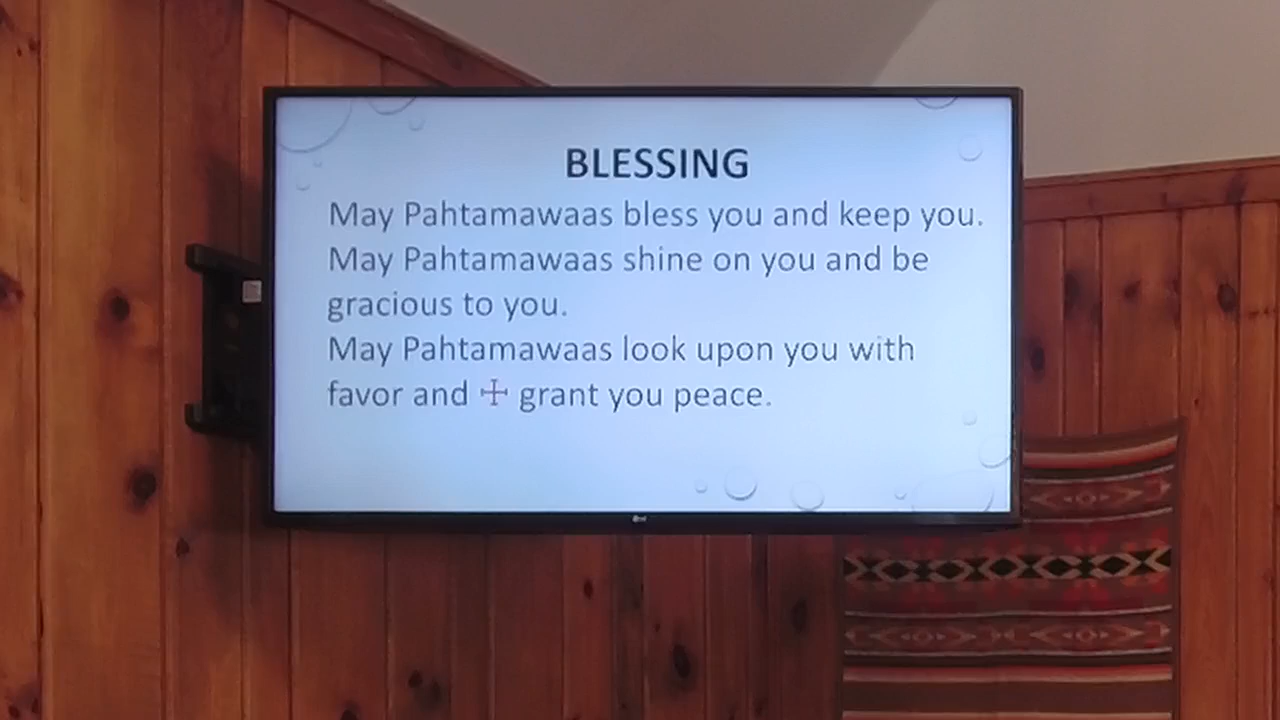 BLESSING
May Pahtamawaas bless you and keep you.
May Pahtamawaas shine on you and be
gracious to you.
May Pahtamawaas look upon you with
favor and ☩ grant you peace.